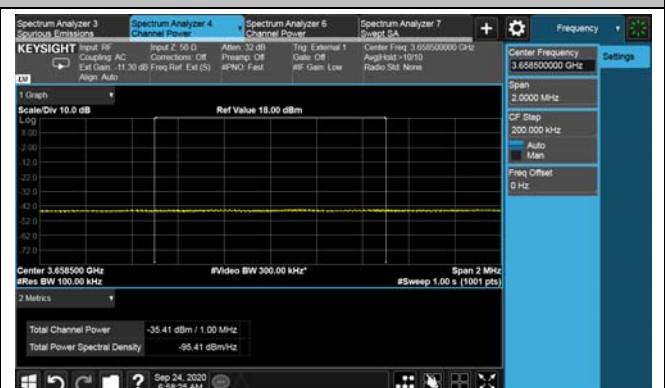 Spectrum Analyzer 3
Spurious Emissions
Spectrum Analyzer 4
Channel Power
Spectrum Analyzer 6
Channel Power
Spectrum Analyzer 7
Swept SA
Frequency
KEYSIGHT
Input: RF
Coupling: AC
Ext Gain: -11.30 dB
Align: Auto
Input Z: 50 Ω
Corrections: Off
Freq Ref: Ext (S)
Atten: 32 dB
Preamp: Off
#PNO: Fast
Trig: External 1
Gate: Off
#IF Gain: Low
Center Freq: 3.658500000 GHz
Avg|Hold:>10/10
Radio Std: None
LXI
Center Frequency
3.658500000 GHz
Settings
Span
2.0000 MHz
CF Step
200.000 kHz
Auto
Man
Freq Offset
0 Hz
1 Graph
Scale/Div 10.0 dB
Ref Value 18.00 dBm
Log
8.00
-2.00
-12.0
-22.0
-32.0
-42.0
-52.0
-62.0
-72.0
Center 3.658500 GHz
#Video BW 300.00 kHz*
Span 2 MHz
#Res BW 100.00 kHz
#Sweep 1.00 s (1001 pts)
2 Metrics
Total Channel Power
-35.41 dBm / 1.00 MHz
Total Power Spectral Density
-95.41 dBm/Hz
Sep 24, 2020
6:58:25 AM